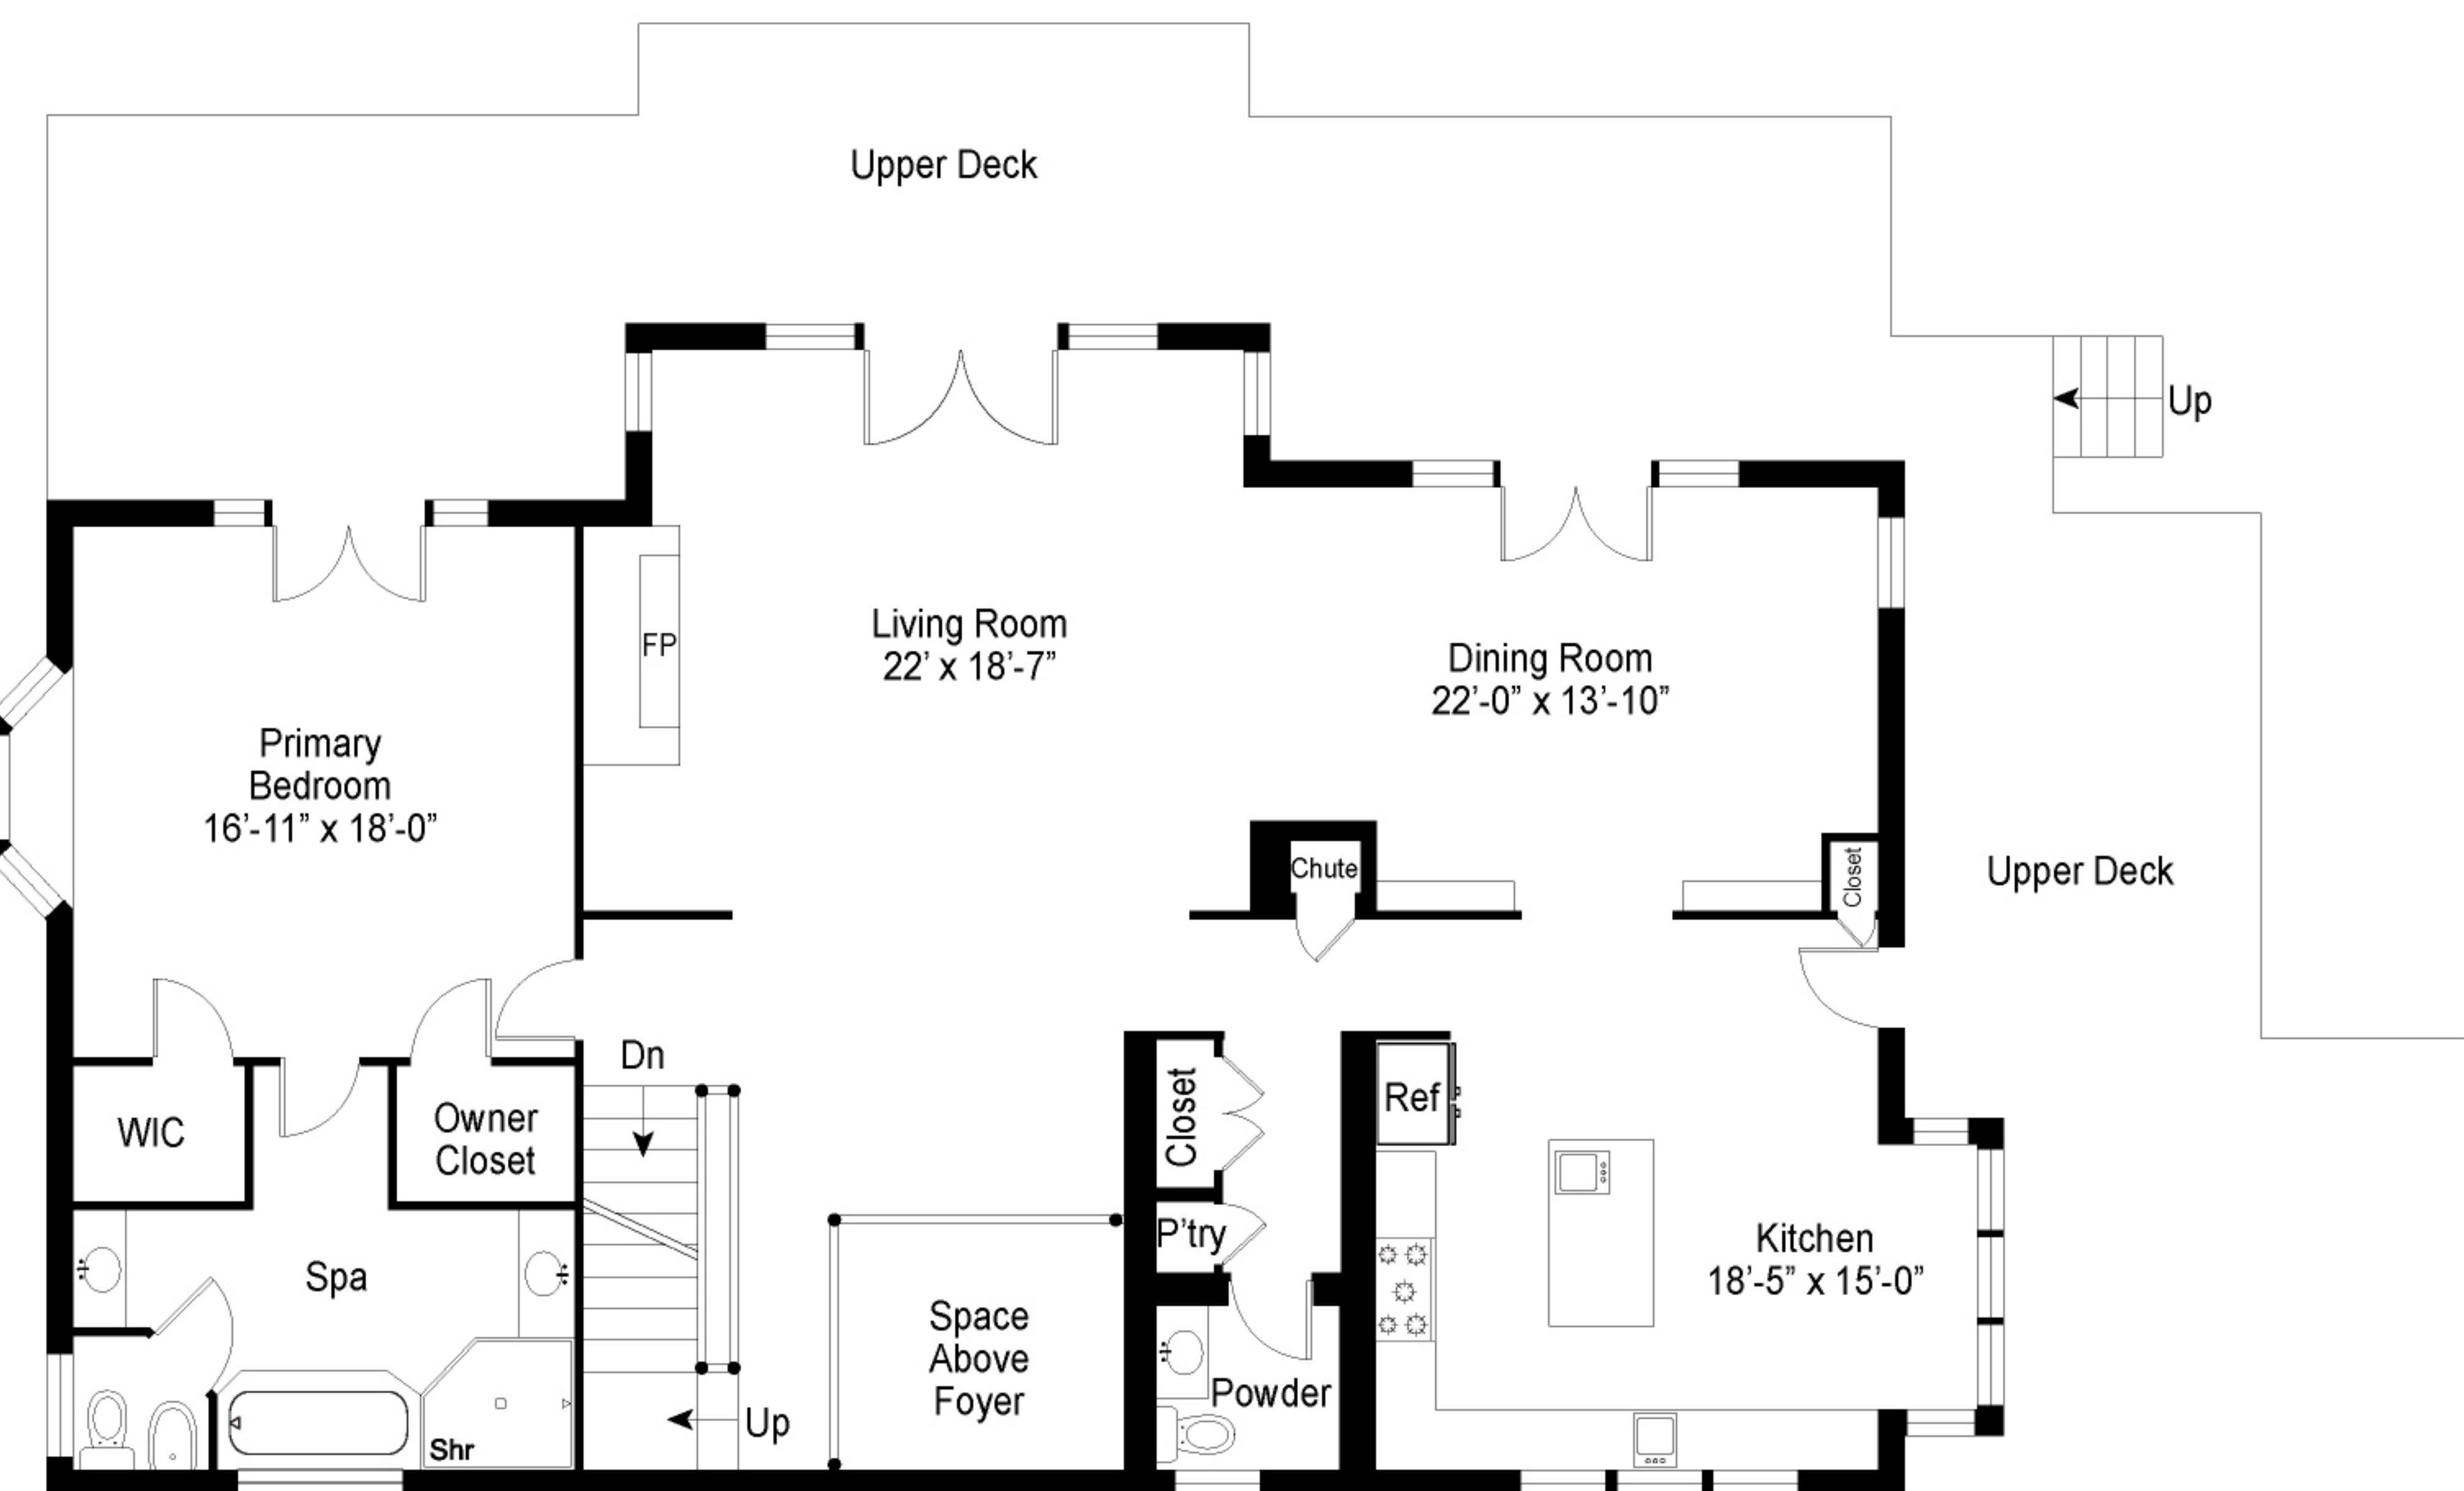 Upper Deck
Up
Living Room
22’ x 18’-7”
FP
Dining Room
22’-0” x 13’-10”
Primary
Bedroom
16’-11” x 18’-0”
Chute
Closet
Upper Deck
Dn
WIC
Owner
Closet
Closet
Ref
P’try
Kitchen
18’-5” x 15’-0”
Spa
Space
Above
Foyer
Powder
Up
Shr